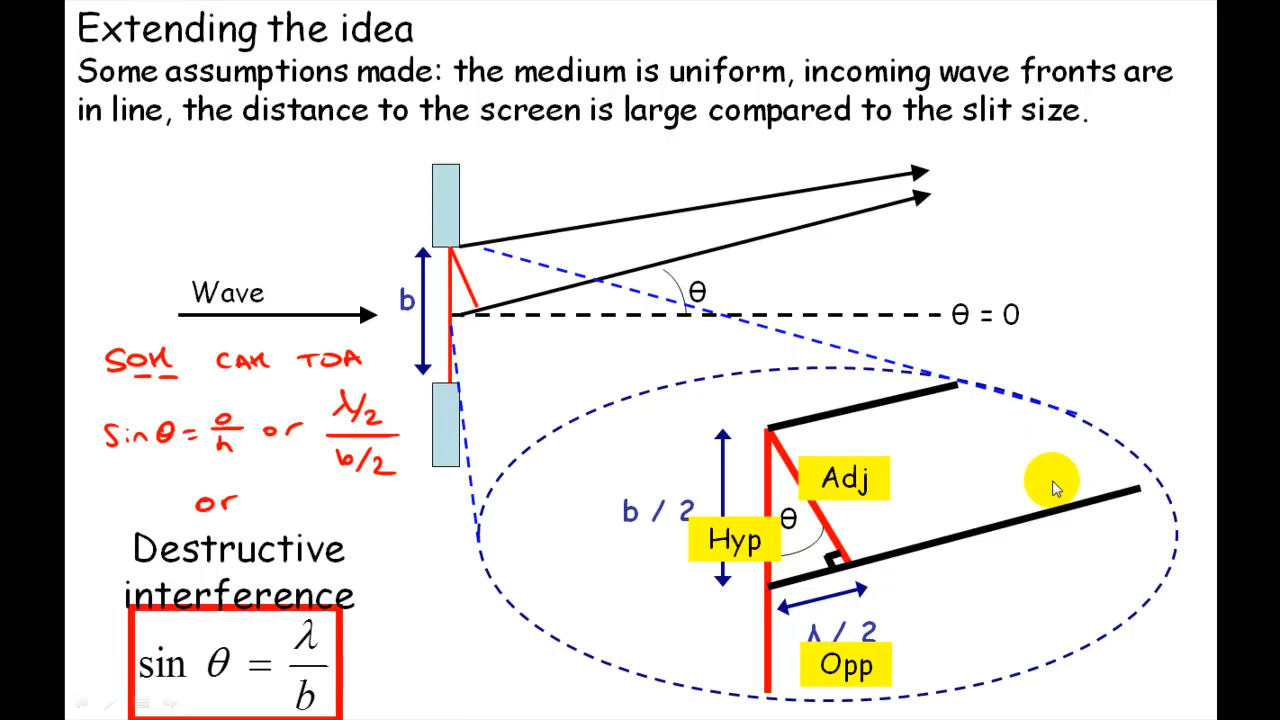 Extending the idea
Some assumptions made: the medium is uniform, incoming wave fronts are
in line, the distance to the screen is large compared to the slit size.
Wave
b
θ
θ = 0
SOH CAH TOA
sin θ = o/h or λ/2 / b/2
or
Destructive
interference
sin θ = λ/b
b / 2
Adj
θ
Hyp
λ / 2
Opp